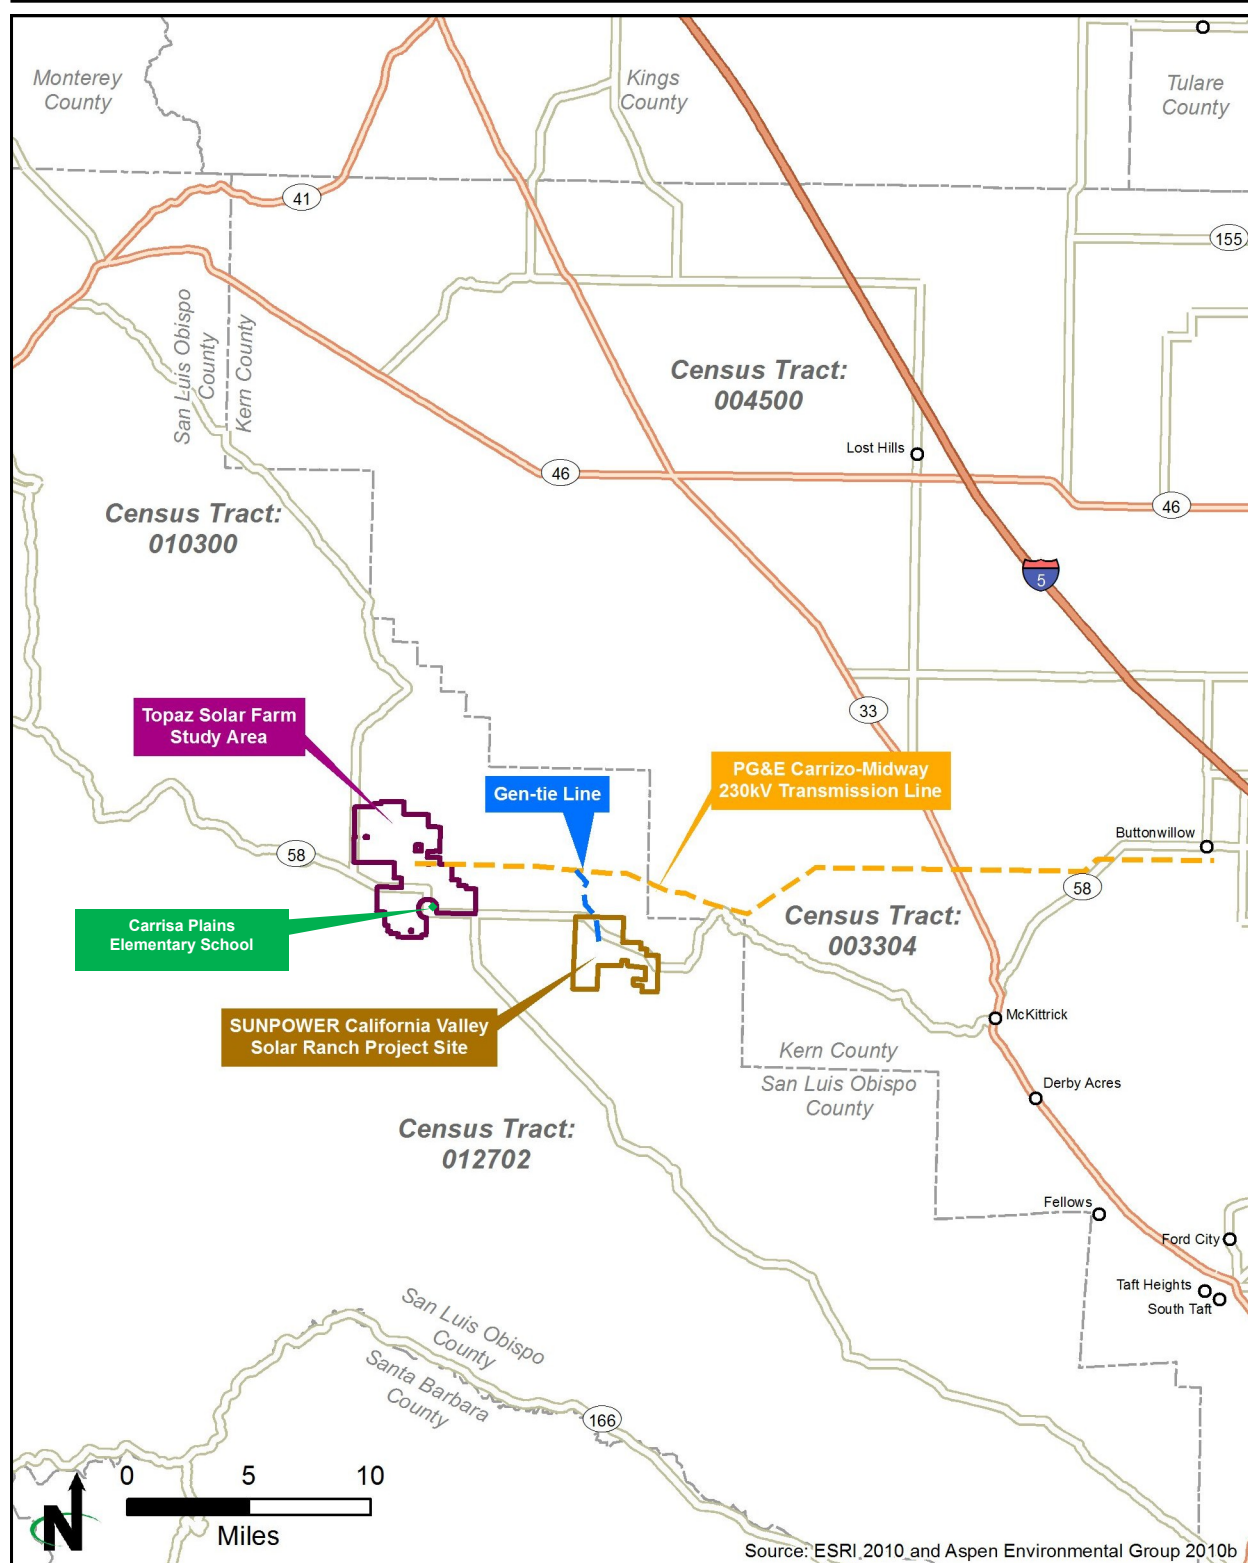 Monterey
County
Kings
County
Tulare
County
41
155
San Luis Obispo
County
Kern County
Census Tract:
004500
Lost Hills
46
46
Census Tract:
010300
5
Topaz Solar Farm
Study Area
33
PG&E Carrizo-Midway
230kV Transmission Line
Gen-tie Line
Buttonwillow
58
58
Carrisa Plains
Elementary School
Census Tract:
003304
SUNPOWER California Valley
Solar Ranch Project Site
McKittrick
Kern County
San Luis Obispo
County
Derby Acres
Census Tract:
012702
Fellows
Ford City
Taft Heights
South Taft
San Luis Obispo
County
Santa Barbara
County
166
0 5 10
Miles
N
Source: ESRI 2010 and Aspen Environmental Group 2010b